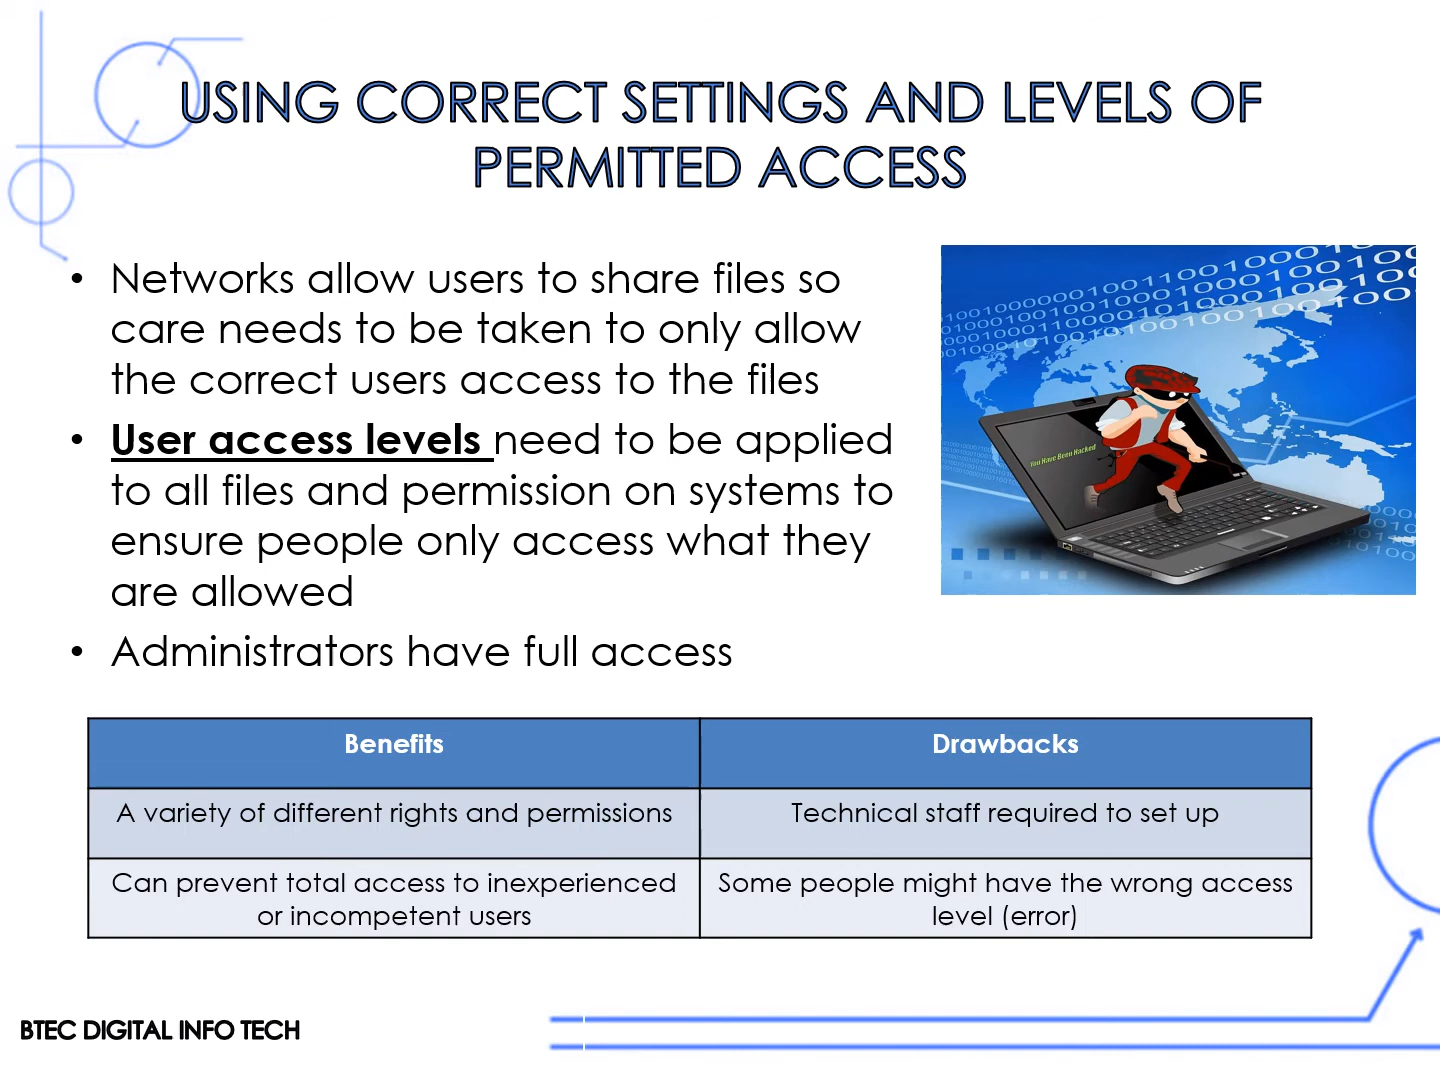 USING CORRECT SETTINGS AND LEVELS OF
PERMITTED ACCESS
• Networks allow users to share files so
care needs to be taken to only allow
the correct users access to the files
• User access levels need to be applied
to all files and permission on systems to
ensure people only access what they
are allowed
• Administrators have full access
You Have Been Hacked
Benefits
Drawbacks
A variety of different rights and permissions
Technical staff required to set up
Can prevent total access to inexperienced
or incompetent users
Some people might have the wrong access
level (error)
BTEC DIGITAL INFO TECH